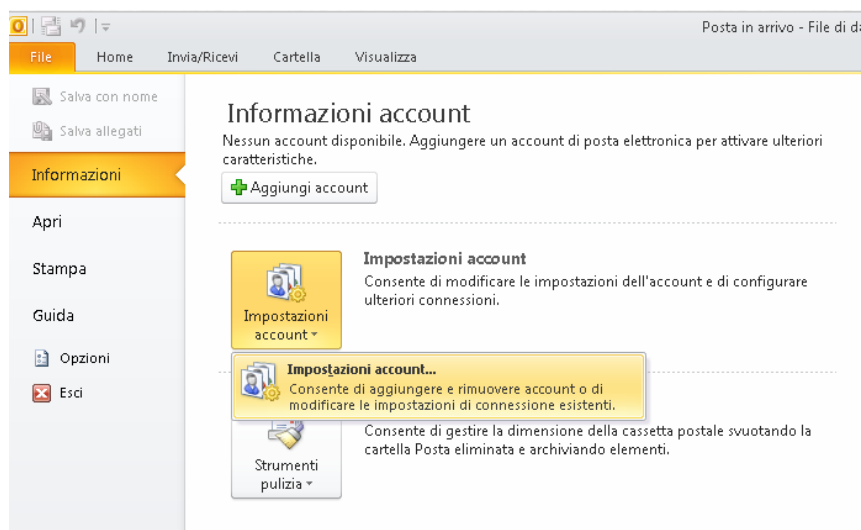 Posta in arrivo - File di da
File Home Invia/Ricevi Cartella Visualizza
Salva con nome
Salva allegati
Informazioni
Apri
Stampa
Guida
Opzioni
Esci
Informazioni account
Nessun account disponibile. Aggiungere un account di posta elettronica per attivare ulteriori
caratteristiche.
Aggiungi account
Impostazioni
account
Impostazioni account
Consente di modificare le impostazioni dell'account e di configurare
ulteriori connessioni.
Impostazioni account...
Consente di aggiungere e rimuovere account o di
modificare le impostazioni di connessione esistenti.
Strumenti
pulizia
Consente di gestire la dimensione della cassetta postale svuotando la
cartella Posta eliminata e archiviando elementi.